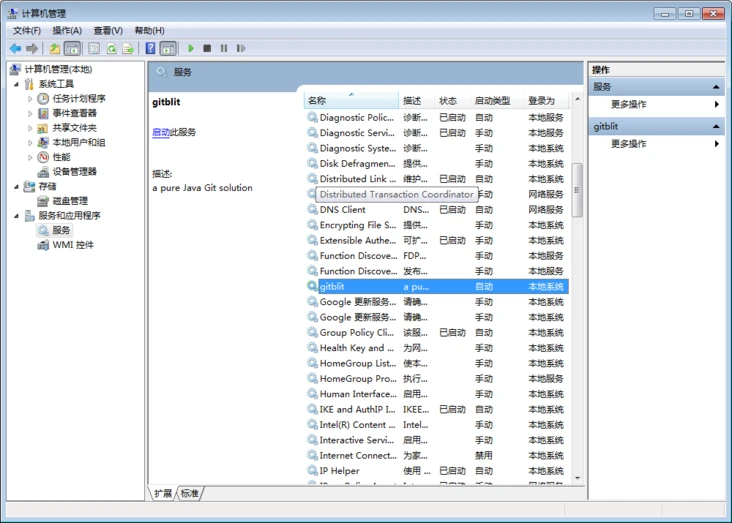 计算机管理
文件(F) 操作(A) 查看(V) 帮助(H)
计算机管理(本地)
系统工具
任务计划程序
事件查看器
共享文件夹
本地用户和组
性能
设备管理器
存储
磁盘管理
服务和应用程序
服务
WMI 控件
服务
gitblit
启动此服务
描述:
a pure Java Git solution
名称 描述 状态 启动类型 登录为
Diagnostic Polic... 诊断... 已启动 自动 本地服务
Diagnostic Servi... 诊断... 已启动 手动 本地服务
Diagnostic Syste... 诊断... 手动 本地系统
Disk Defragmen... 提供... 手动 本地系统
Distributed Link ... 维护... 已启动 自动 本地系统
Distributed Transaction Coordinator 手动 网络服务
DNS Client DNS... 已启动 自动 网络服务
Encrypting File S... 提供... 手动 本地系统
Extensible Authe... 可扩... 已启动 手动 本地系统
Function Discove... FDP... 手动 本地服务
Function Discove... 发布... 手动 本地服务
gitblit a pu... 自动 本地系统
Google 更新服务... 请确... 手动 本地系统
Google 更新服务... 请确... 手动 本地系统
Group Policy Cli... 该服... 已启动 自动 本地系统
Health Key and ... 为网... 手动 本地系统
HomeGroup List... 使本... 手动 本地系统
HomeGroup Pro... 执行... 手动 本地服务
Human Interface... 启用... 手动 本地系统
IKE and AuthIP I... IKEE... 已启动 自动 本地系统
Intel(R) Content ... Intel... 手动 本地系统
Interactive Servi... 启用... 手动 本地系统
Internet Connect... 为家... 禁用 本地系统
IP Helper 使用 ... 已启动 自动 本地系统
扩展 标准
操作
服务
更多操作
gitblit
更多操作